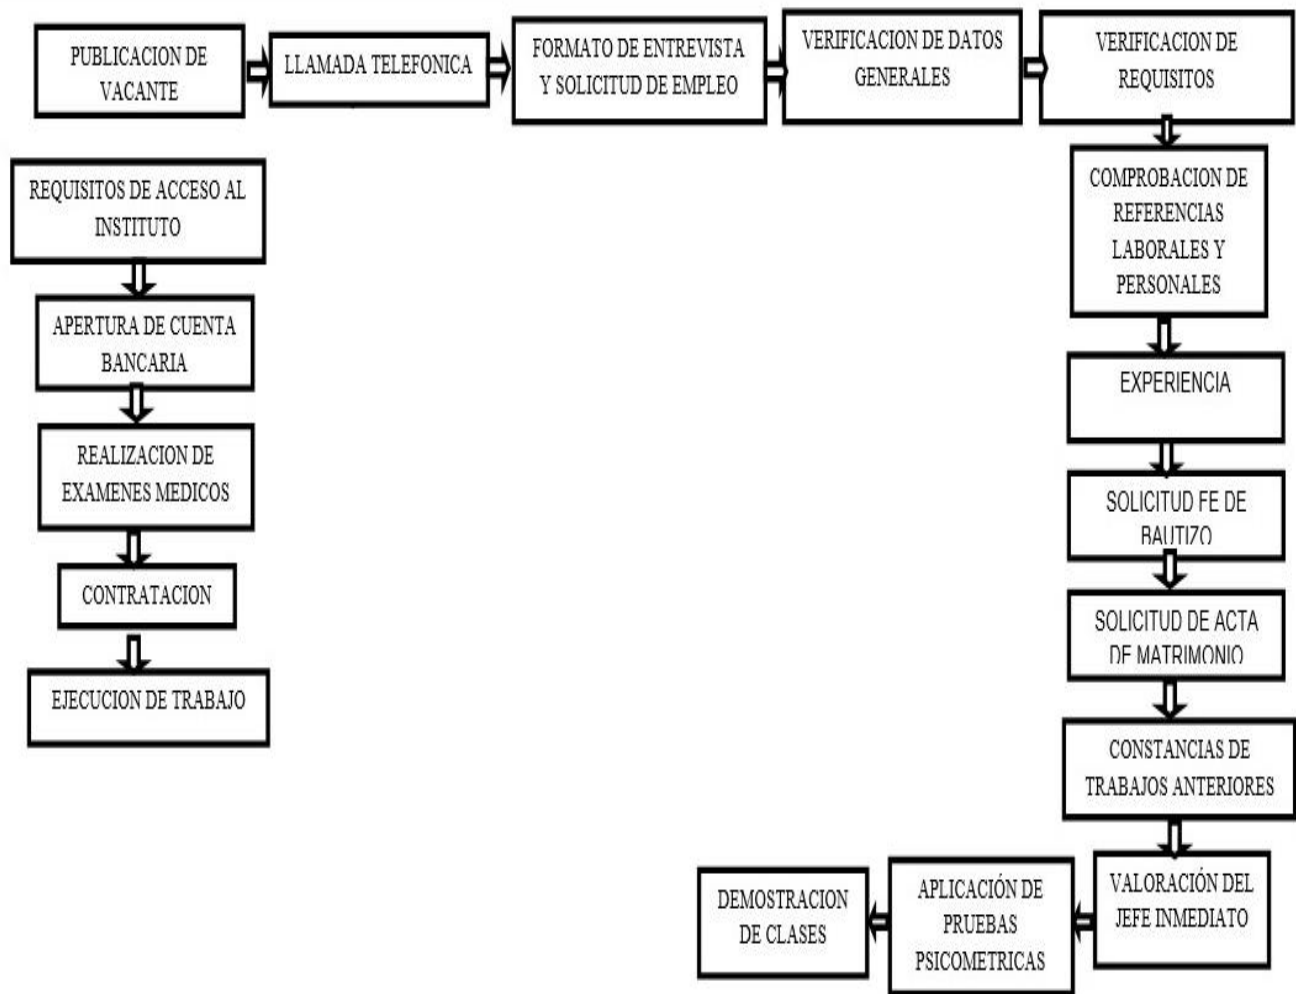 PUBLICACION DE
VACANTE
LLAMADA TELEFONICA
FORMATO DE ENTREVISTA
Y SOLICITUD DE EMPLEO
VERIFICACION DE DATOS
GENERALES
VERIFICACION DE
REQUISITOS
COMPROBACION DE
REFERENCIAS
LABORALES Y
PERSONALES
EXPERIENCIA
SOLICITUD FE DE
BAUTIZO
SOLICITUD DE ACTA
DE MATRIMONIO
CONSTANCIAS DE
TRABAJOS ANTERIORES
VALORACIÓN DEL
JEFE INMEDIATO
APLICACIÓN DE
PRUEBAS
PSICOMETRICAS
DEMOSTRACION
DE CLASES
REQUISITOS DE ACCESO AL
INSTITUTO
APERTURA DE CUENTA
BANCARIA
REALIZACION DE
EXAMENES MEDICOS
CONTRATACION
EJECUCION DE TRABAJO